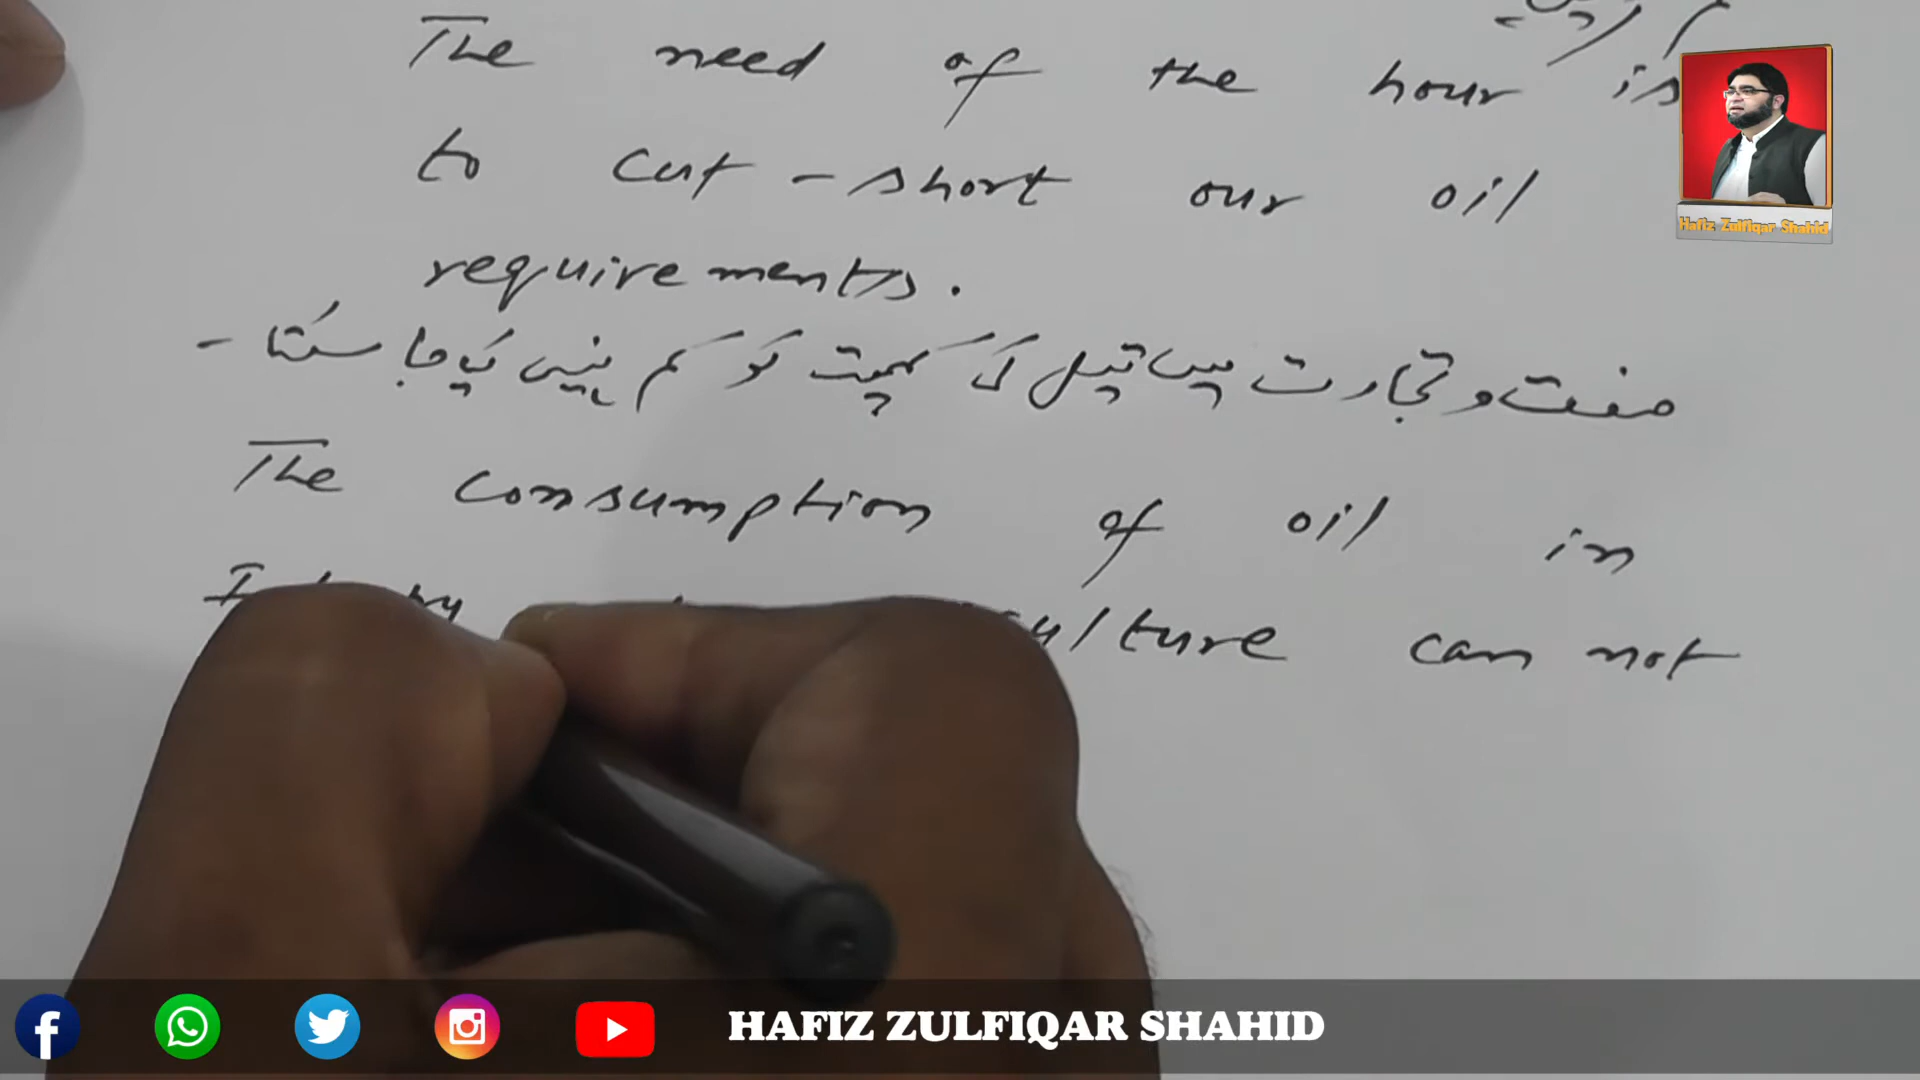 The need of the hour is
to cut-short our oil
requirements.
صنعت و تجارت میں تیل کی کھپت کو کم نہیں کیا جا سکتا -
The consumption of oil in
culture can not
Hafiz Zulfiqar Shahid
HAFIZ ZULFIQAR SHAHID